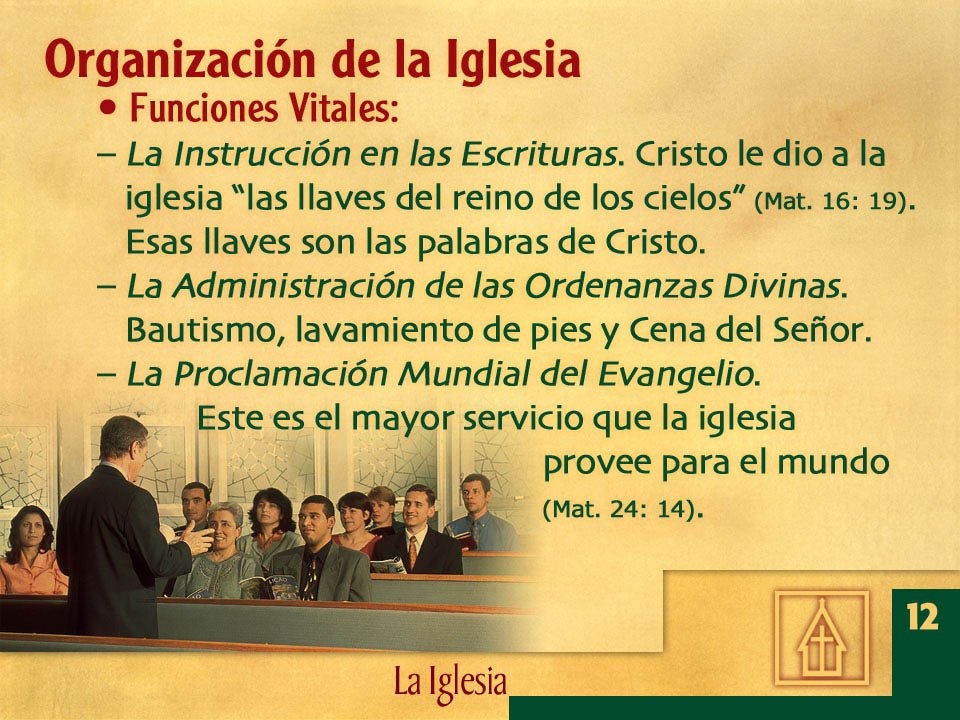 Organización de la Iglesia
• Funciones Vitales:
– La Instrucción en las Escrituras. Cristo le dio a la
iglesia “las llaves del reino de los cielos” (Mat. 16: 19).
Esas llaves son las palabras de Cristo.
– La Administración de las Ordenanzas Divinas.
Bautismo, lavamiento de pies y Cena del Señor.
– La Proclamación Mundial del Evangelio.
Este es el mayor servicio que la iglesia
provee para el mundo
(Mat. 24: 14).
LIÇÃO
12
La Iglesia